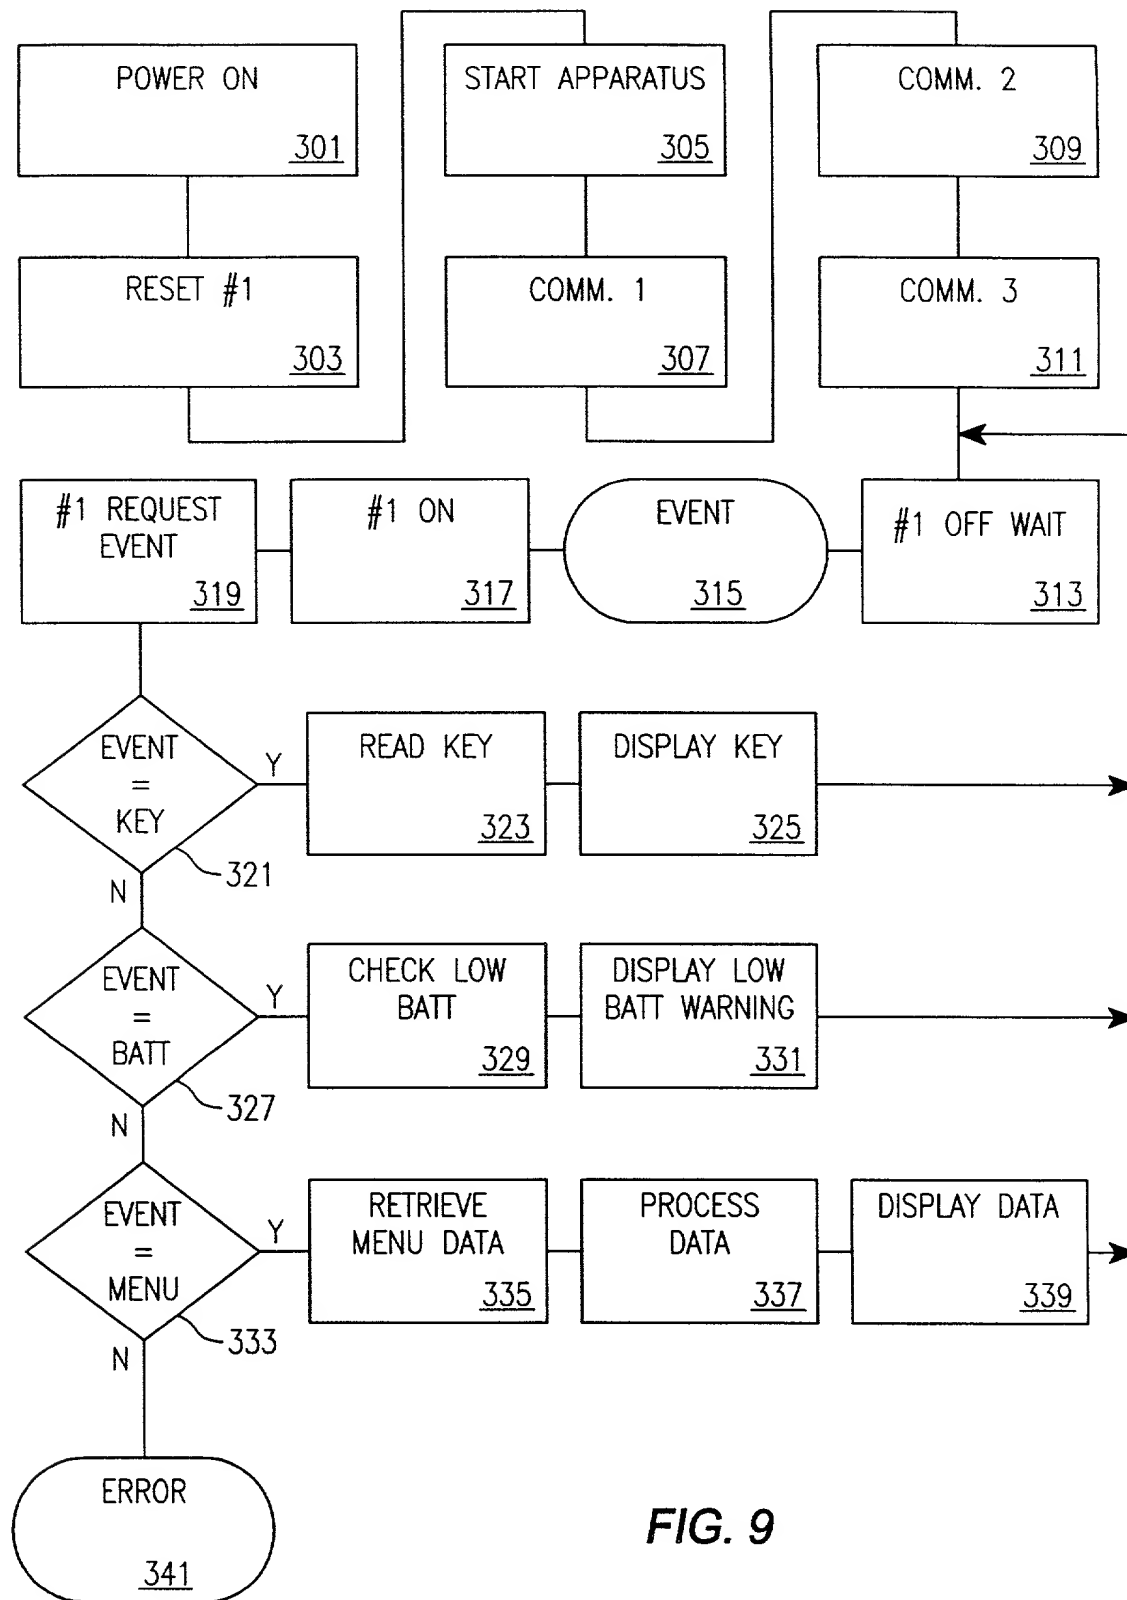 POWER ON
301
START APPARATUS
305
COMM. 2
309
RESET #1
303
COMM. 1
307
COMM. 3
311
#1 REQUEST
EVENT
319
#1 ON
317
EVENT
315
#1 OFF WAIT
313
EVENT
=
KEY
321
Y
N
READ KEY
323
DISPLAY KEY
325
EVENT
=
BATT
327
Y
N
CHECK LOW
BATT
329
DISPLAY LOW
BATT WARNING
331
EVENT
=
MENU
333
Y
N
RETRIEVE
MENU DATA
335
PROCESS
DATA
337
DISPLAY DATA
339
ERROR
341
FIG. 9